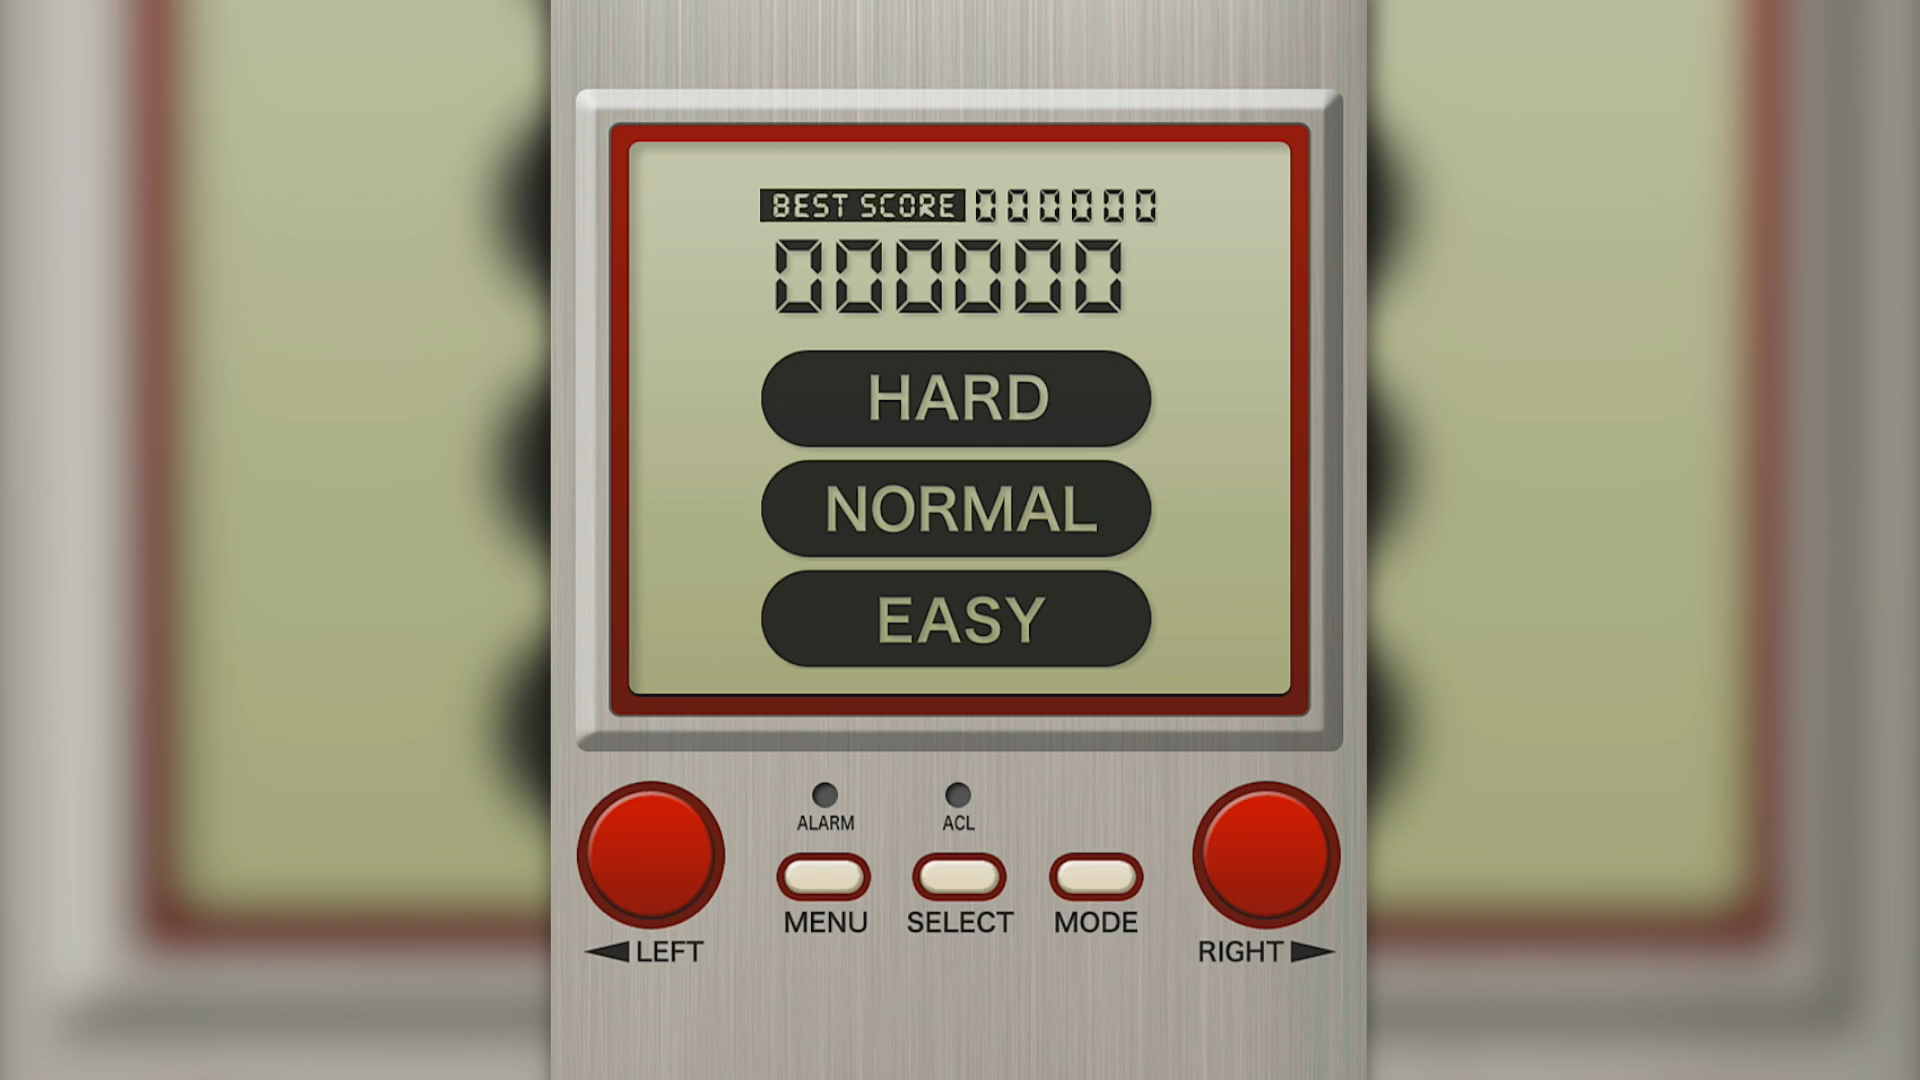 BEST SCORE 000000
000000
HARD
NORMAL
EASY
ALARM ACL
MENU SELECT MODE
◀LEFT RIGHT▶